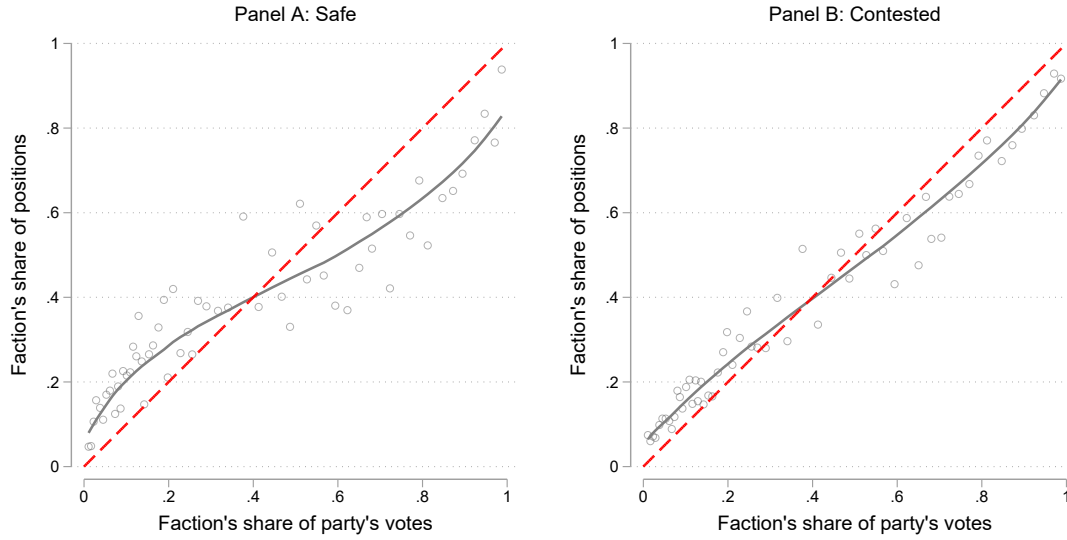 Panel A: Safe
Faction's share of positions
1
.8
.6
.4
.2
0
0 .2 .4 .6 .8 1
Faction's share of party's votes
Panel B: Contested
Faction's share of positions
1
.8
.6
.4
.2
0
0 .2 .4 .6 .8 1
Faction's share of party's votes